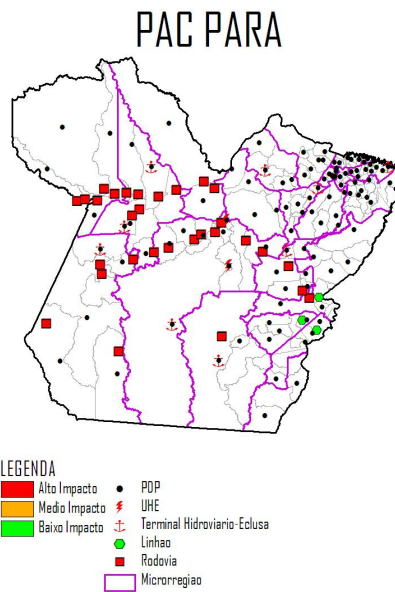 PAC PARA
LEGENDA
Alto Impacto
Medio Impacto
Baixo Impacto
PDP
UHE
Terminal Hidroviario-Eclusa
Linhao
Rodovia
Microrregiao